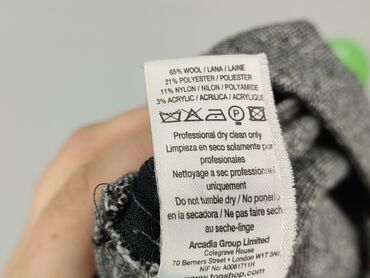 65% WOOL / LANA / LAINE
21% POLYESTER / POLIESTER
11% NYLON / NILON / POLYAMIDE
3% ACRYLIC / ACRILICA / ACRYLIQUE
Professional dry clean only
Limpieza en seco solamente por
profesionales
Nettoyage a sec professionnel
uniquement
Do not tumble dry / No ponen en
la secadora / Ne pas faire sech
au seche-linge
Arcadia Group Limited
Colegrave House
70 Berners Street • London W1T 3NL
NIF No: A0061711H
www.topshop.com